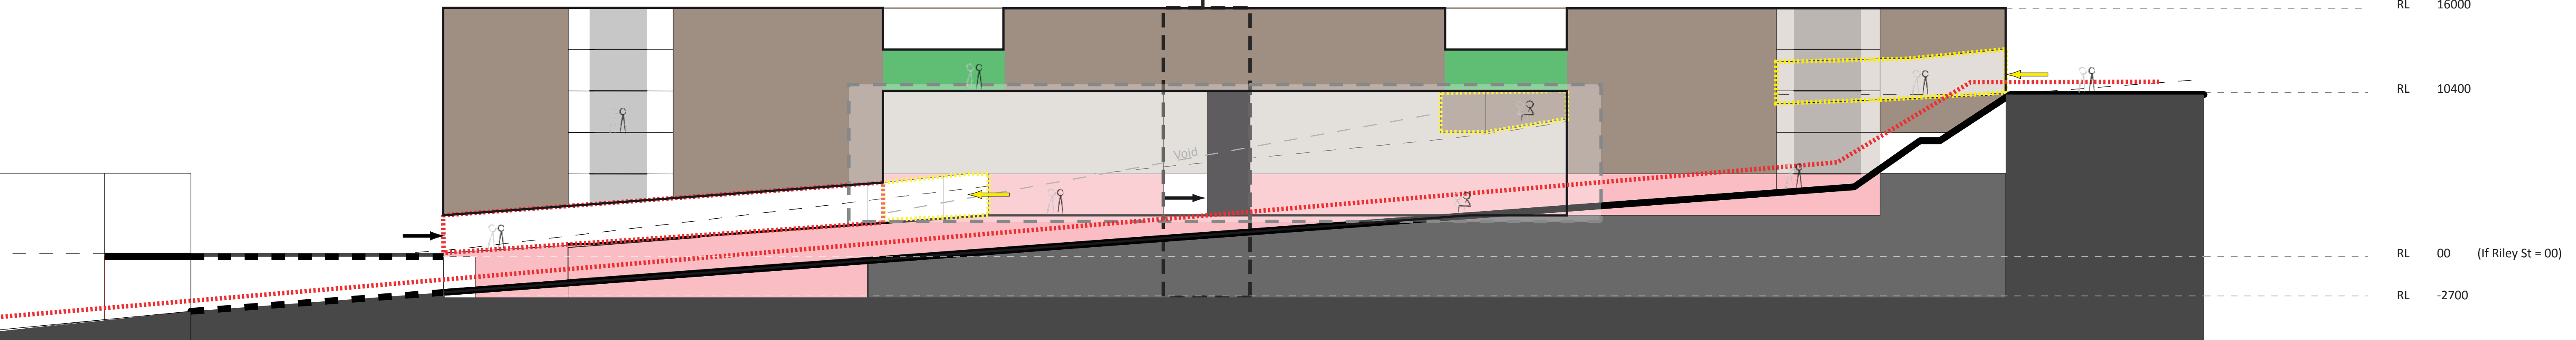 RL 16000
RL 10400
Void
RL 00 (If Riley St = 00)
RL -2700